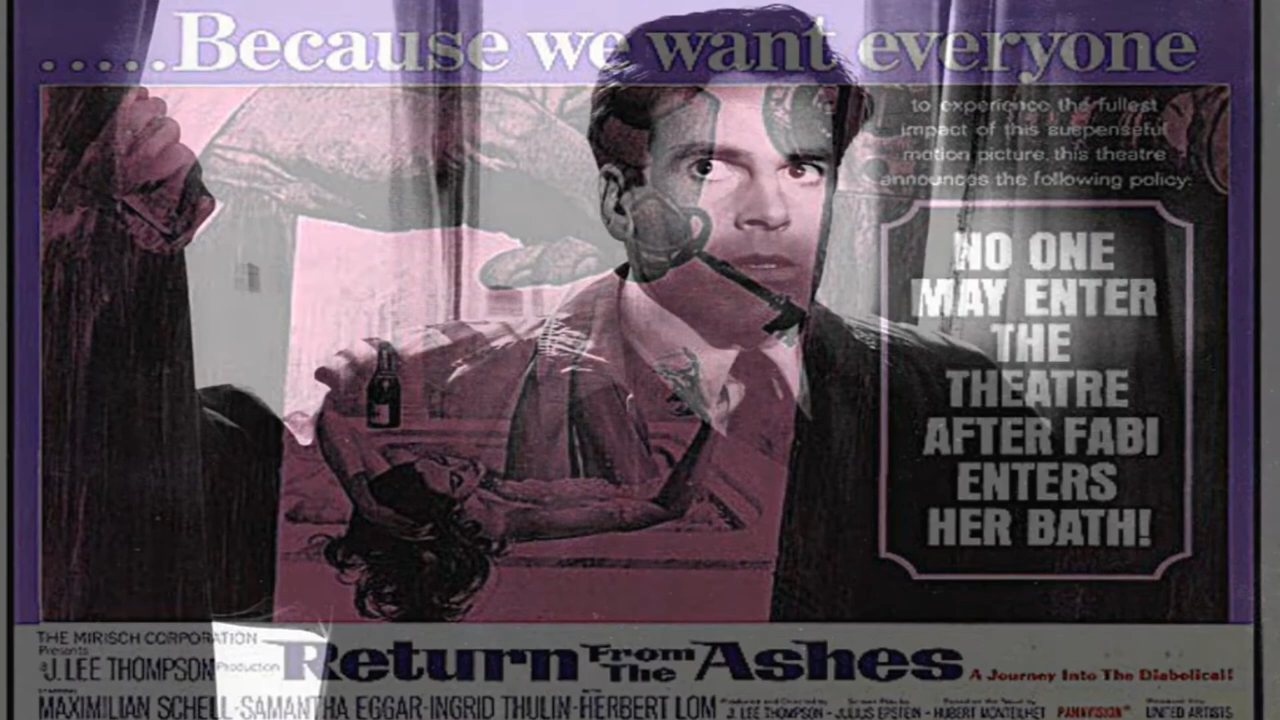 .....Because we want everyone
to experience the fullest
impact of this suspenseful
motion picture, this theatre
announces the following policy:
NO ONE
MAY ENTER
THE
THEATRE
AFTER FABI
ENTERS
HER BATH!
THE MIRISCH CORPORATION
Presents
a J. LEE THOMPSON Production
Return From The Ashes
A Journey Into The Diabolical!
MAXIMILIAN SCHELL·SAMANTHA EGGAR·INGRID THULIN·HERBERT LOM
J. LEE THOMPSON - JULIUS EPSTEIN - HUBERT MONTEILHET PANAVISION® UNITED ARTISTS